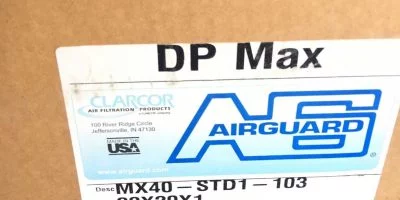 DP Max
CLARCOR
AIR FILTRATION PRODUCTS
100 River Ridge Circle
Jeffersonville, IN 47130
MADE IN THE
USA
AG
AIRGUARD
®
www.airguard.com
Desc MX40-STD1-103